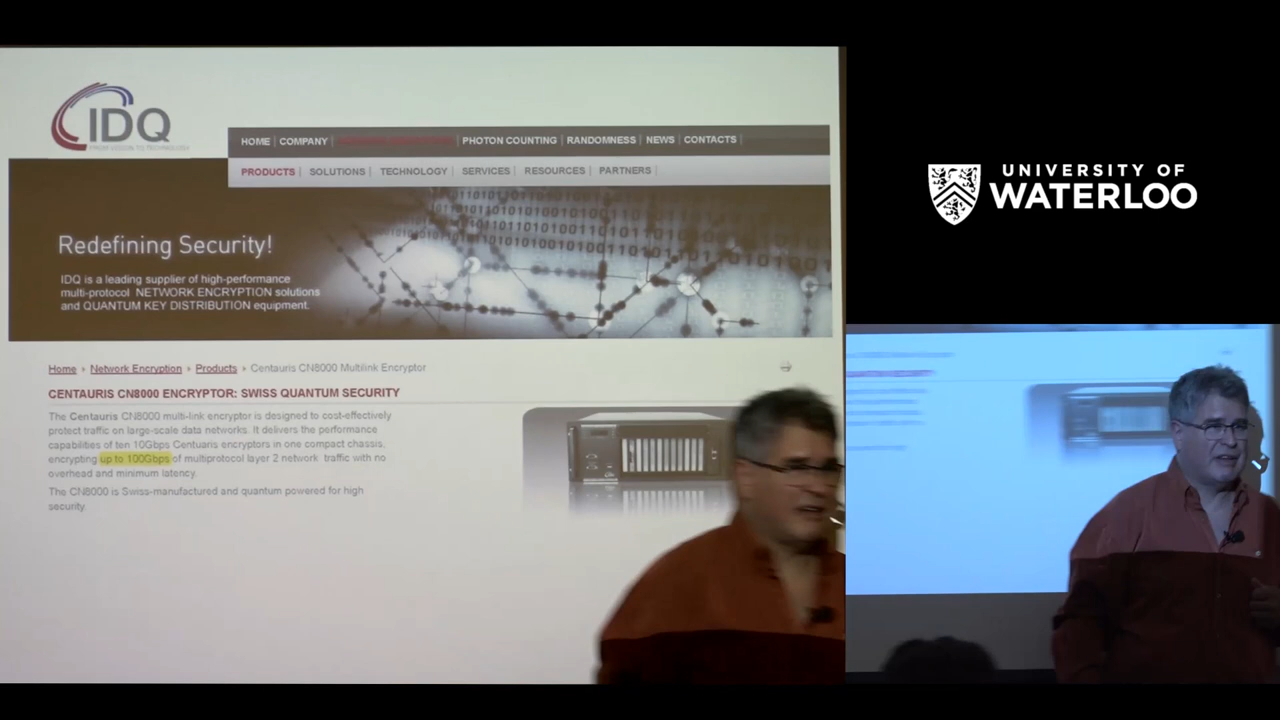 IDQ
FROM VISION TO TECHNOLOGY
HOME | COMPANY | PHOTON COUNTING | RANDOMNESS | NEWS | CONTACTS |
PRODUCTS | SOLUTIONS | TECHNOLOGY | SERVICES | RESOURCES | PARTNERS |
Redefining Security!
IDQ is a leading supplier of high-performance
multi-protocol NETWORK ENCRYPTION solutions
and QUANTUM KEY DISTRIBUTION equipment.
Home Network Encryption Products Centauris CN8000 Multilink Encryptor
CENTAURIS CN8000 ENCRYPTOR: SWISS QUANTUM SECURITY
The Centauris CN8000 multi-link encryptor is designed to cost-effectively
protect traffic on large-scale data networks. It delivers the performance
capabilities of ten 10Gbps Centuaris encryptors in one compact chassis,
encrypting up to 100Gbps of multiprotocol layer 2 network traffic with no
overhead and minimum latency.
The CN8000 is Swiss-manufactured and quantum powered for high
security.
UNIVERSITY OF
WATERLOO